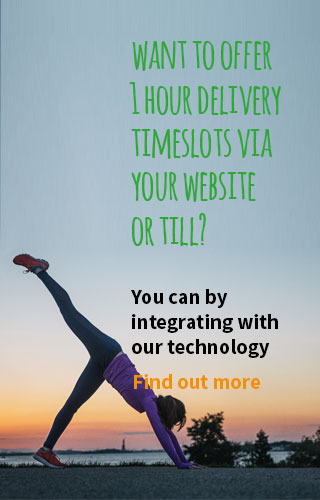 WANT TO OFFER
1 HOUR DELIVERY
TIMESLOTS VIA
YOUR WEBSITE
OR TILL?
You can by
integrating with
our technology
Find out more